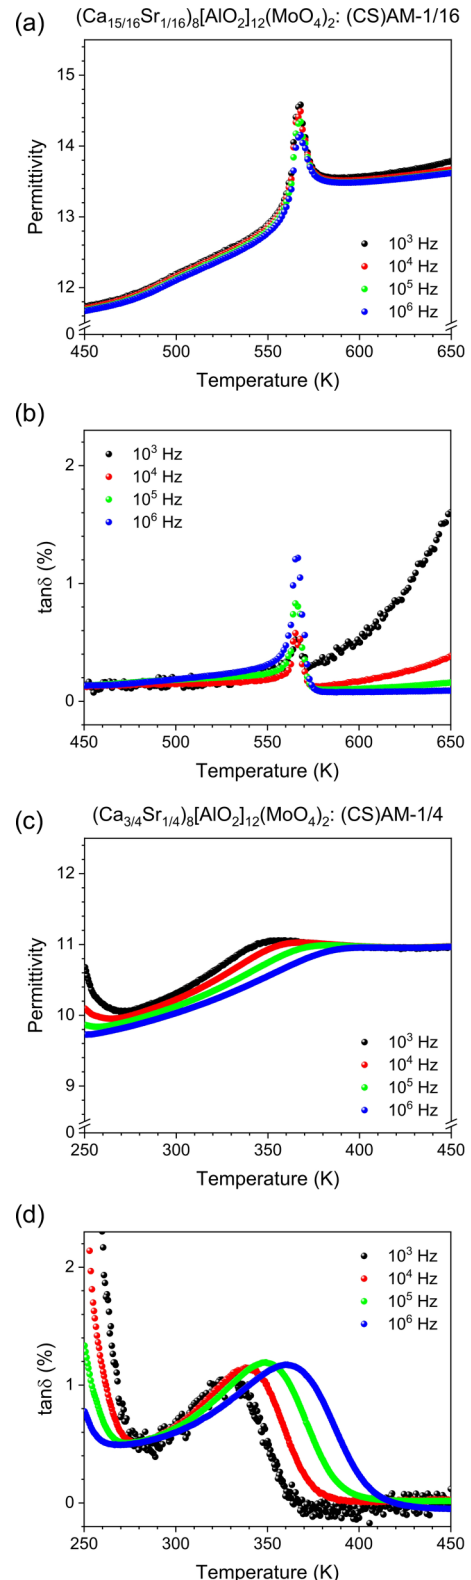 (a)
(Ca15/16Sr1/16)8[AlO2]12(MoO4)2: (CS)AM-1/16
15
14
13
12
0
Permittivity
10³ Hz
10⁴ Hz
10⁵ Hz
10⁶ Hz
450 500 550 600 650
Temperature (K)
(b)
2
1
0
tanδ (%)
10³ Hz
10⁴ Hz
10⁵ Hz
10⁶ Hz
450 500 550 600 650
Temperature (K)
(Ca3/4Sr1/4)8[AlO2]12(MoO4)2: (CS)AM-1/4
(c)
12
11
10
9
0
Permittivity
10³ Hz
10⁴ Hz
10⁵ Hz
10⁶ Hz
250 300 350 400 450
Temperature (K)
(d)
2
1
0
tanδ (%)
10³ Hz
10⁴ Hz
10⁵ Hz
10⁶ Hz
250 300 350 400 450
Temperature (K)